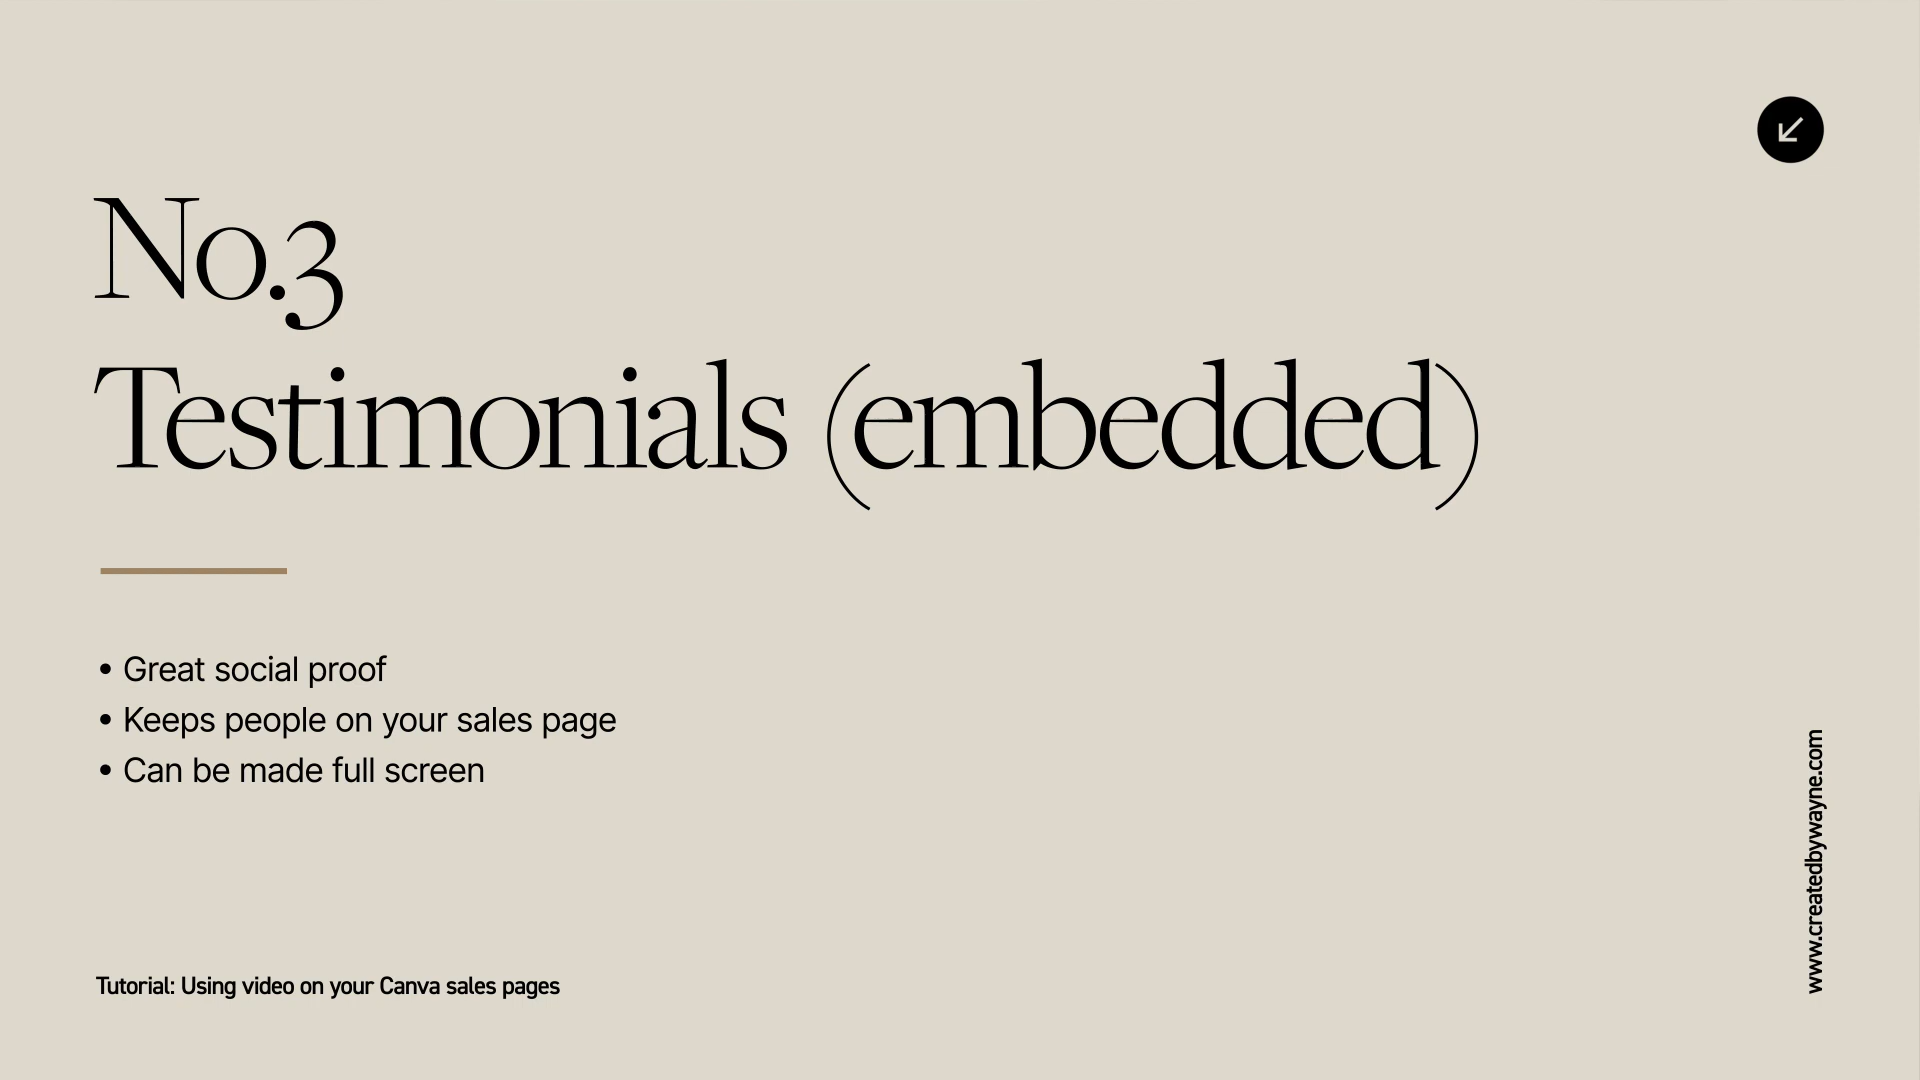 No.3
Testimonials (embedded)
• Great social proof
• Keeps people on your sales page
• Can be made full screen
Tutorial: Using video on your Canva sales pages
www.createdbywayne.com